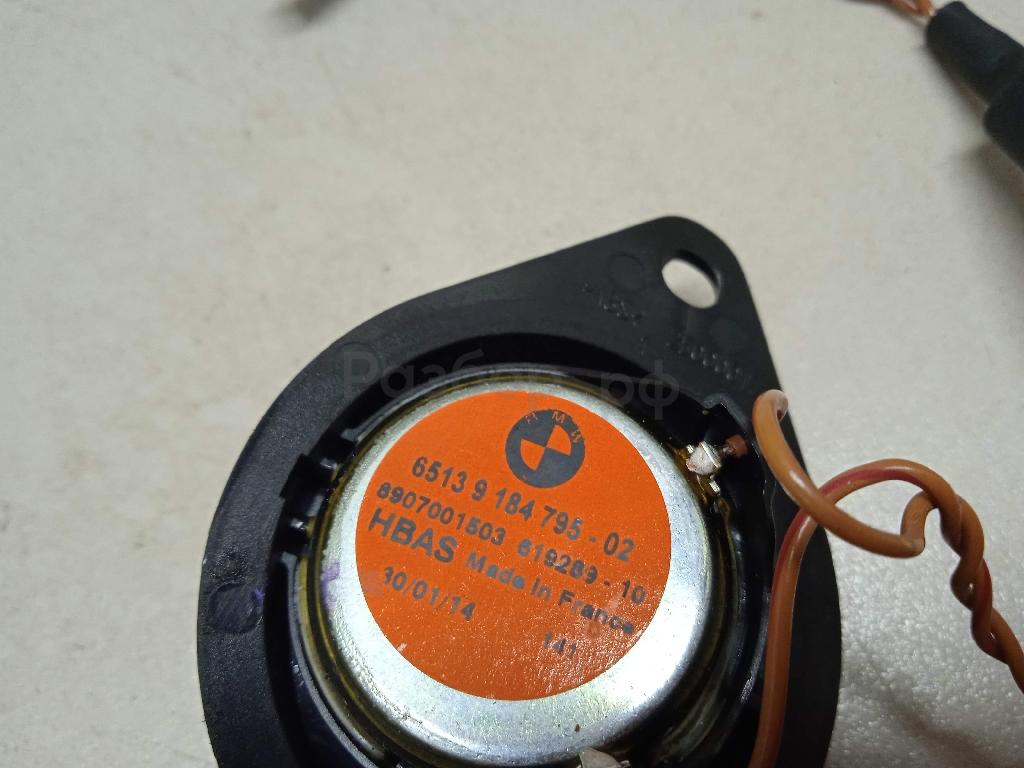 BMW
6513 9 184 795 - 02
8907001503 619289 - 10
HBAS Made in France
30/01/14
141